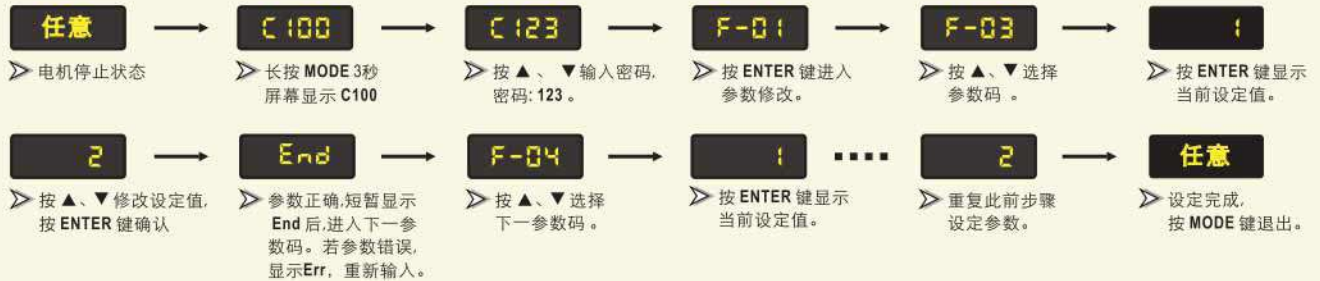 任意
C100
C123
F-01
F-03
1
电机停止状态
长按 MODE 3秒
屏幕显示 C100
按 ▲ 、 ▼ 输入密码,
密码: 123 。
按 ENTER 键进入
参数修改。
按 ▲、▼ 选择
参数码 。
按 ENTER 键显示
当前设定值。
2
End
F-04
1
2
任意
按 ▲、▼ 修改设定值,
按 ENTER 键确认
参数正确,短暂显示
End 后,进入下一参
数码。若参数错误,
显示Err, 重新输入。
按 ▲、▼ 选择
下一参数码 。
按 ENTER 键显示
当前设定值。
重复此前步骤
设定参数。
设定完成,
按 MODE 键退出。